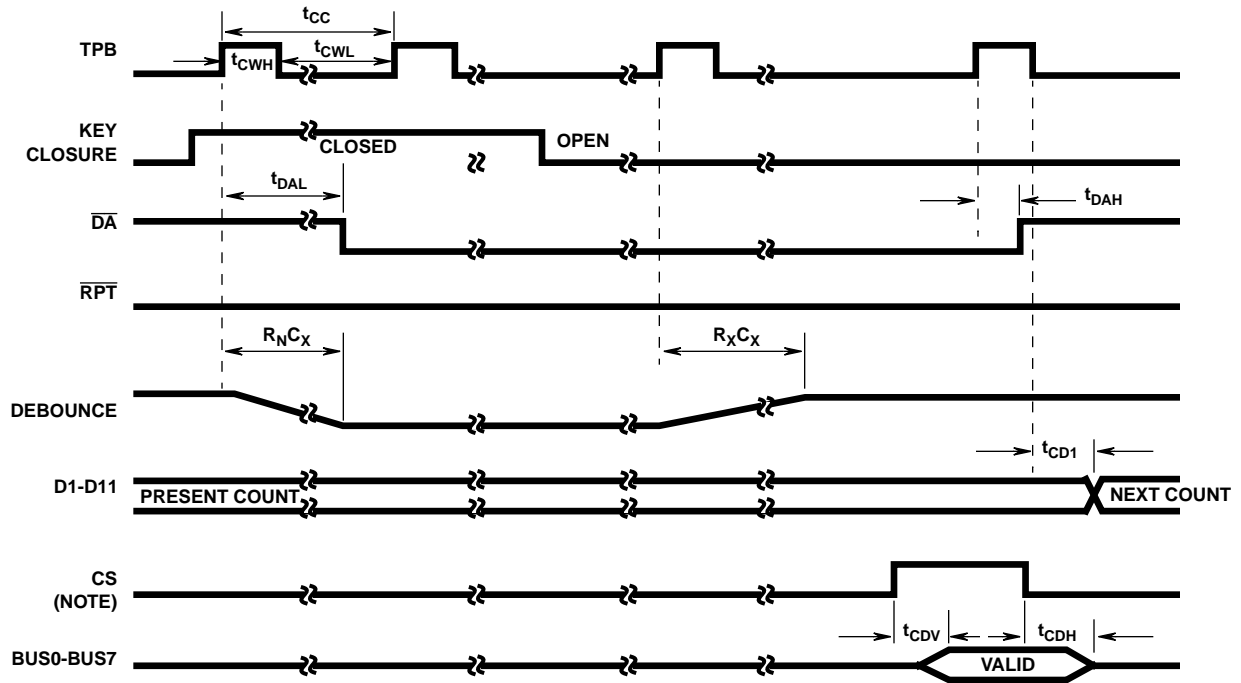 tCC
TPB
tCWH
tCWL
KEY
CLOSURE
CLOSED
OPEN
tDAL
tDAH
DA
RPT
RNCX
RXCX
DEBOUNCE
tCD1
D1-D11
PRESENT COUNT
NEXT COUNT
CS
(NOTE)
tCDV
tCDH
BUS0-BUS7
VALID